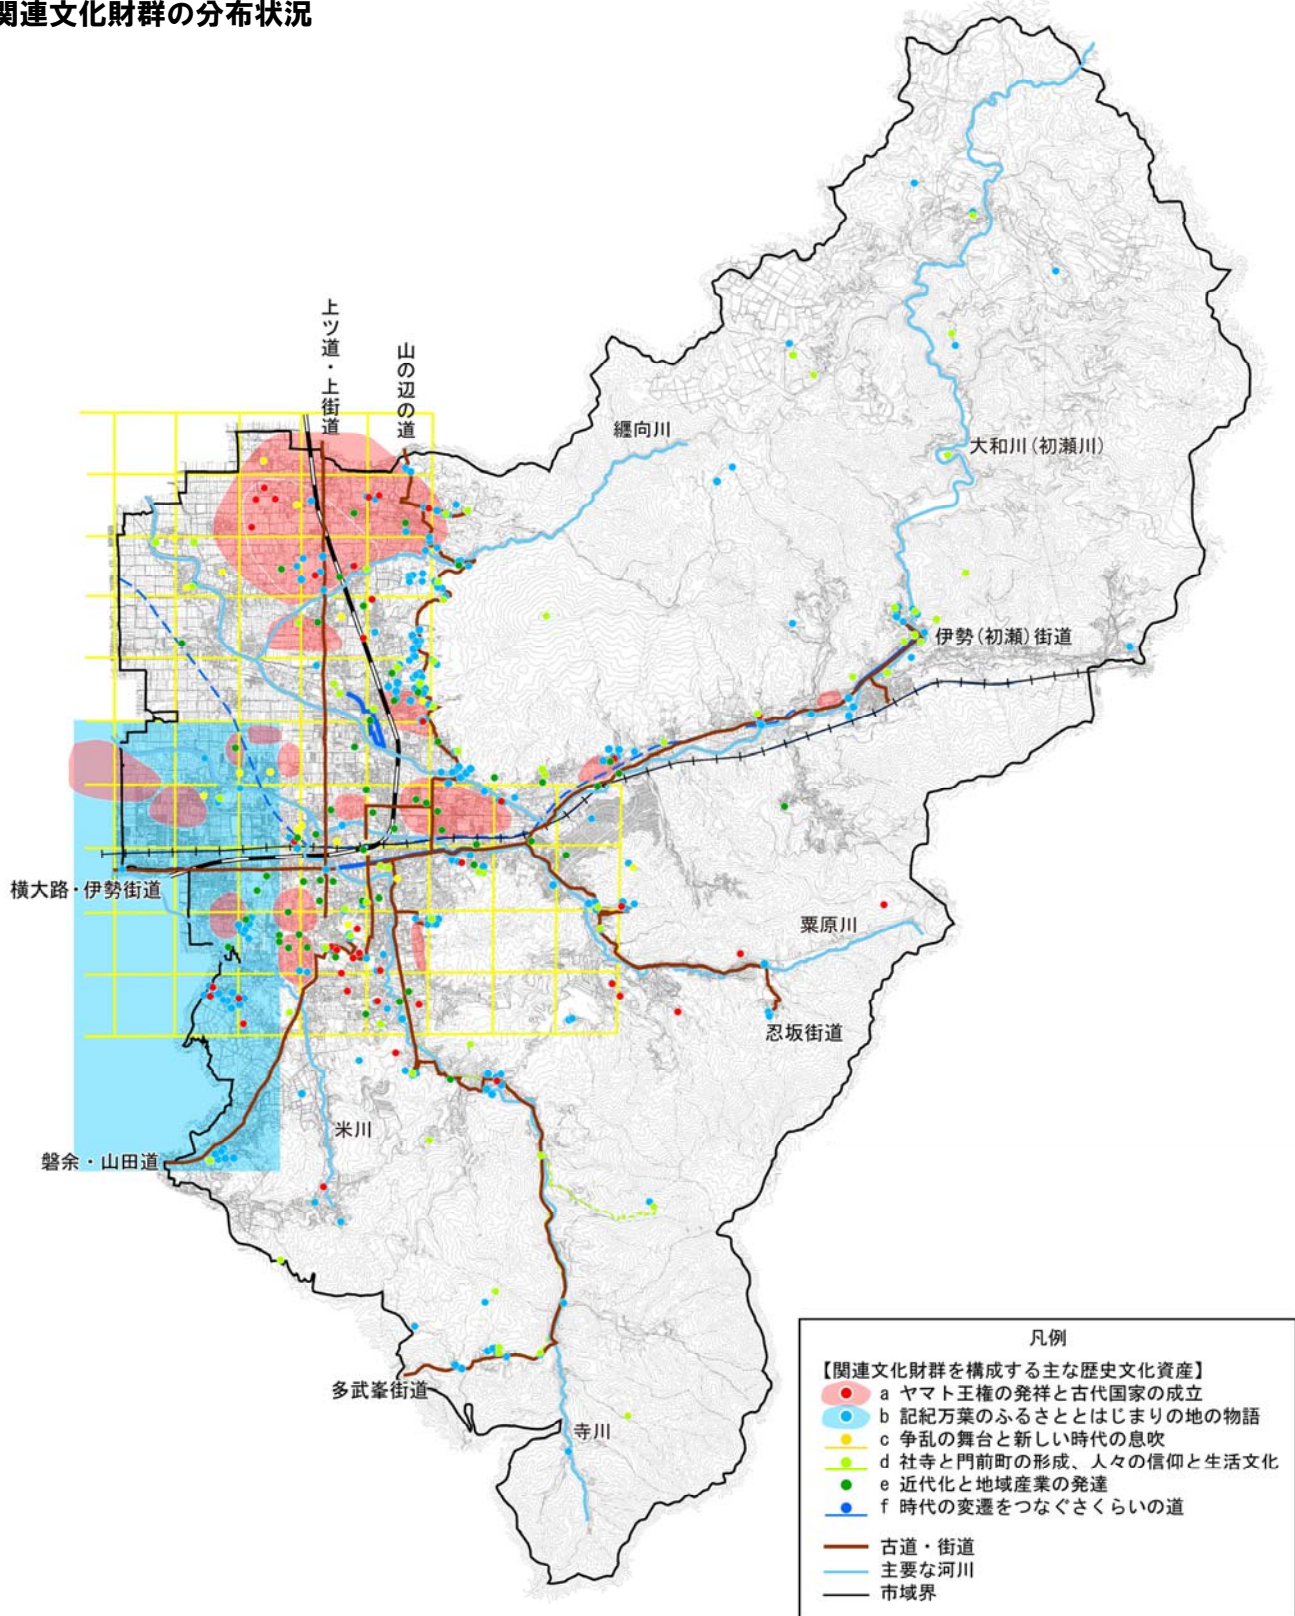 関連文化財群の分布状況
上ツ道・上街道
山の辺の道
纒向川
大和川(初瀬川)
伊勢(初瀬)街道
横大路・伊勢街道
粟原川
忍坂街道
米川
磐余・山田道
多武峯街道
寺川
凡例
【関連文化財群を構成する主な歴史文化資産】
a ヤマト王権の発祥と古代国家の成立
b 記紀万葉のふるさととはじまりの地の物語
c 争乱の舞台と新しい時代の息吹
d 社寺と門前町の形成、人々の信仰と生活文化
e 近代化と地域産業の発達
f 時代の変遷をつなぐさくらいの道
古道・街道
主要な河川
市域界